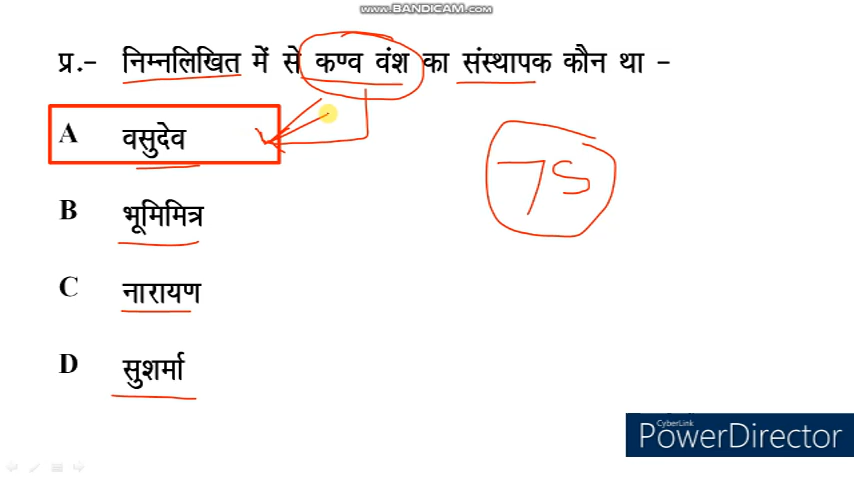 WWW.BANDICAM.COM
प्र.- निम्नलिखित में से कण्व वंश का संस्थापक कौन था -
A वसुदेव
75
B भूमिमित्र
C नारायण
D सुशर्मा
CyberLink
PowerDirector